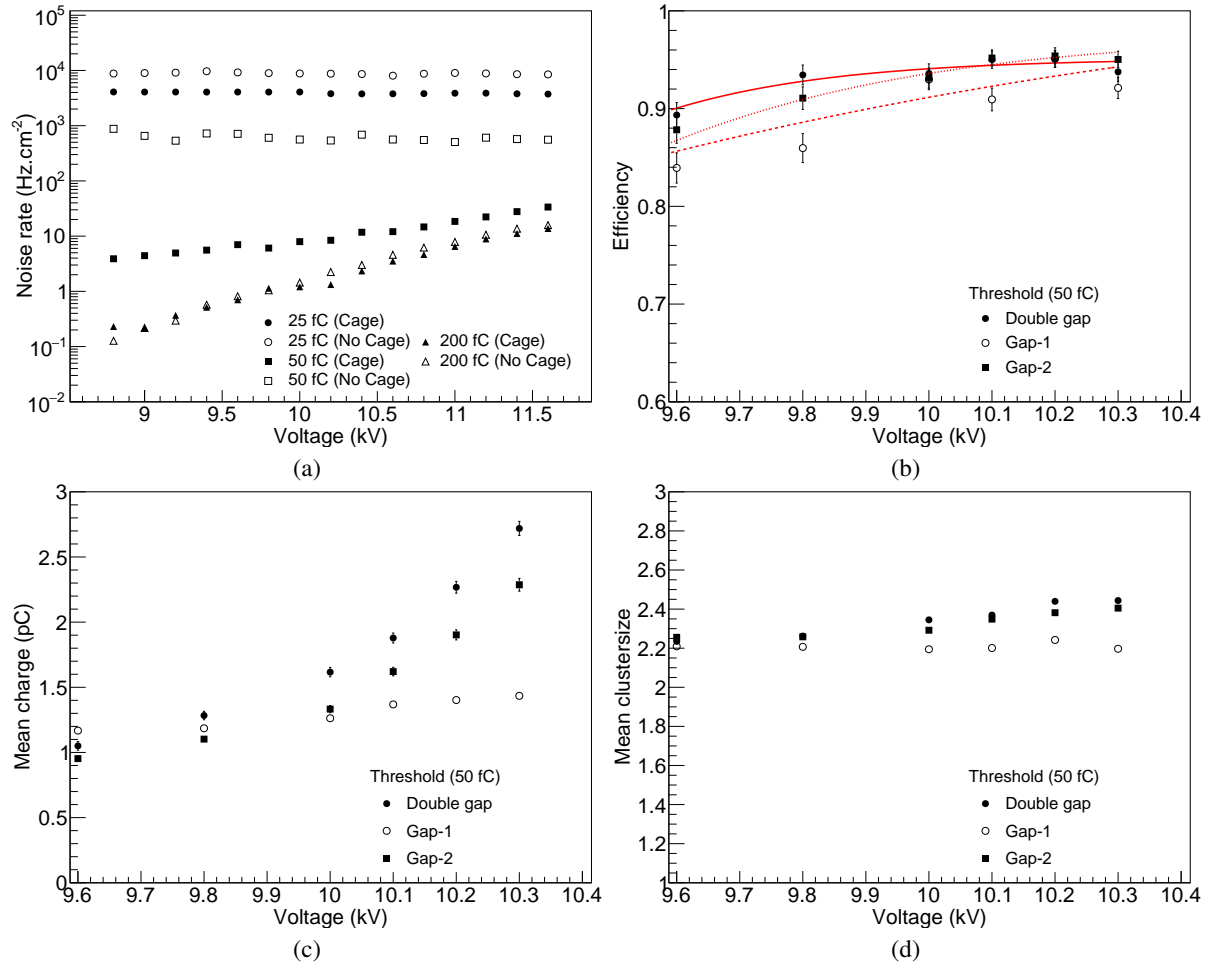 10⁵
10⁴
10³
10²
10
1
10⁻¹
10⁻²
Noise rate (Hz.cm⁻²)
25 fC (Cage)
25 fC (No Cage)
50 fC (Cage)
50 fC (No Cage)
200 fC (Cage)
200 fC (No Cage)
9 9.5 10 10.5 11 11.5
Voltage (kV)
(a)
1
0.9
0.8
0.7
0.6
Efficiency
Threshold (50 fC)
Double gap
Gap-1
Gap-2
9.6 9.7 9.8 9.9 10 10.1 10.2 10.3 10.4
Voltage (kV)
(b)
3
2.5
2
1.5
1
0.5
0
Mean charge (pC)
Threshold (50 fC)
Double gap
Gap-1
Gap-2
9.6 9.7 9.8 9.9 10 10.1 10.2 10.3 10.4
Voltage (kV)
(c)
3
2.8
2.6
2.4
2.2
2
1.8
1.6
1.4
1.2
1
Mean clustersize
Threshold (50 fC)
Double gap
Gap-1
Gap-2
9.6 9.7 9.8 9.9 10 10.1 10.2 10.3 10.4
Voltage (kV)
(d)